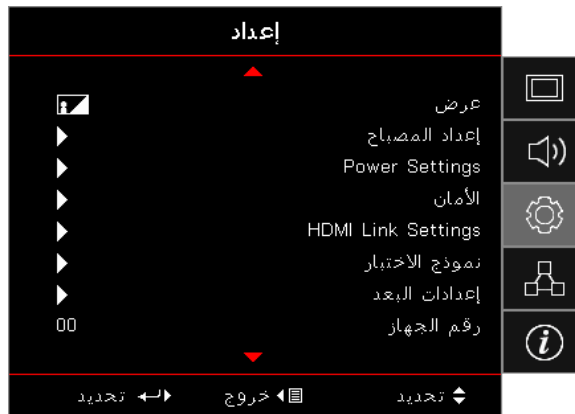 إعداد
عرض
إعداد المصباح
Power Settings
الأمان
HDMI Link Settings
نموذج الاختبار
إعدادات البعد
رقم الجهاز 00
تحديد خروج تحديد